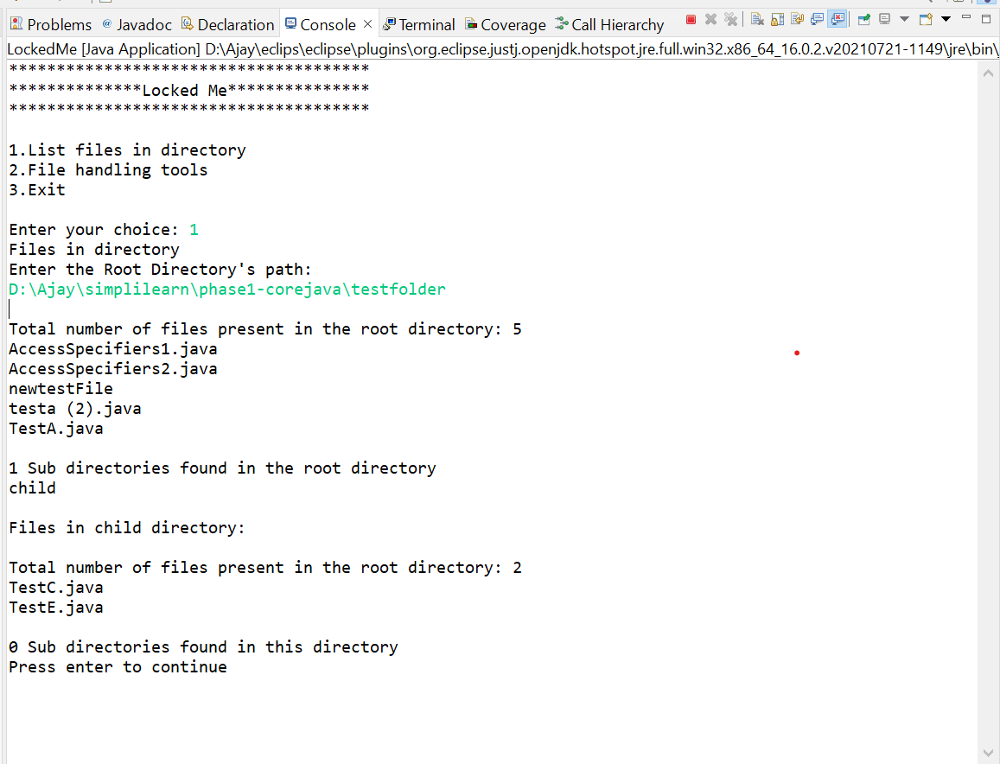 Problems Javadoc Declaration Console Terminal Coverage Call Hierarchy
LockedMe [Java Application] D:\Ajay\eclips\eclipse\plugins\org.eclipse.justj.openjdk.hotspot.jre.full.win32.x86_64_16.0.2.v20210721-1149\jre\bin\
**************************************
**************Locked Me***************
**************************************
1.List files in directory
2.File handling tools
3.Exit
Enter your choice: 1
Files in directory
Enter the Root Directory's path:
D:\Ajay\simplilearn\phase1-corejava\testfolder
Total number of files present in the root directory: 5
AccessSpecifiers1.java
AccessSpecifiers2.java
newtestFile
testa (2).java
TestA.java
1 Sub directories found in the root directory
child
Files in child directory:
Total number of files present in the root directory: 2
TestC.java
TestE.java
0 Sub directories found in this directory
Press enter to continue